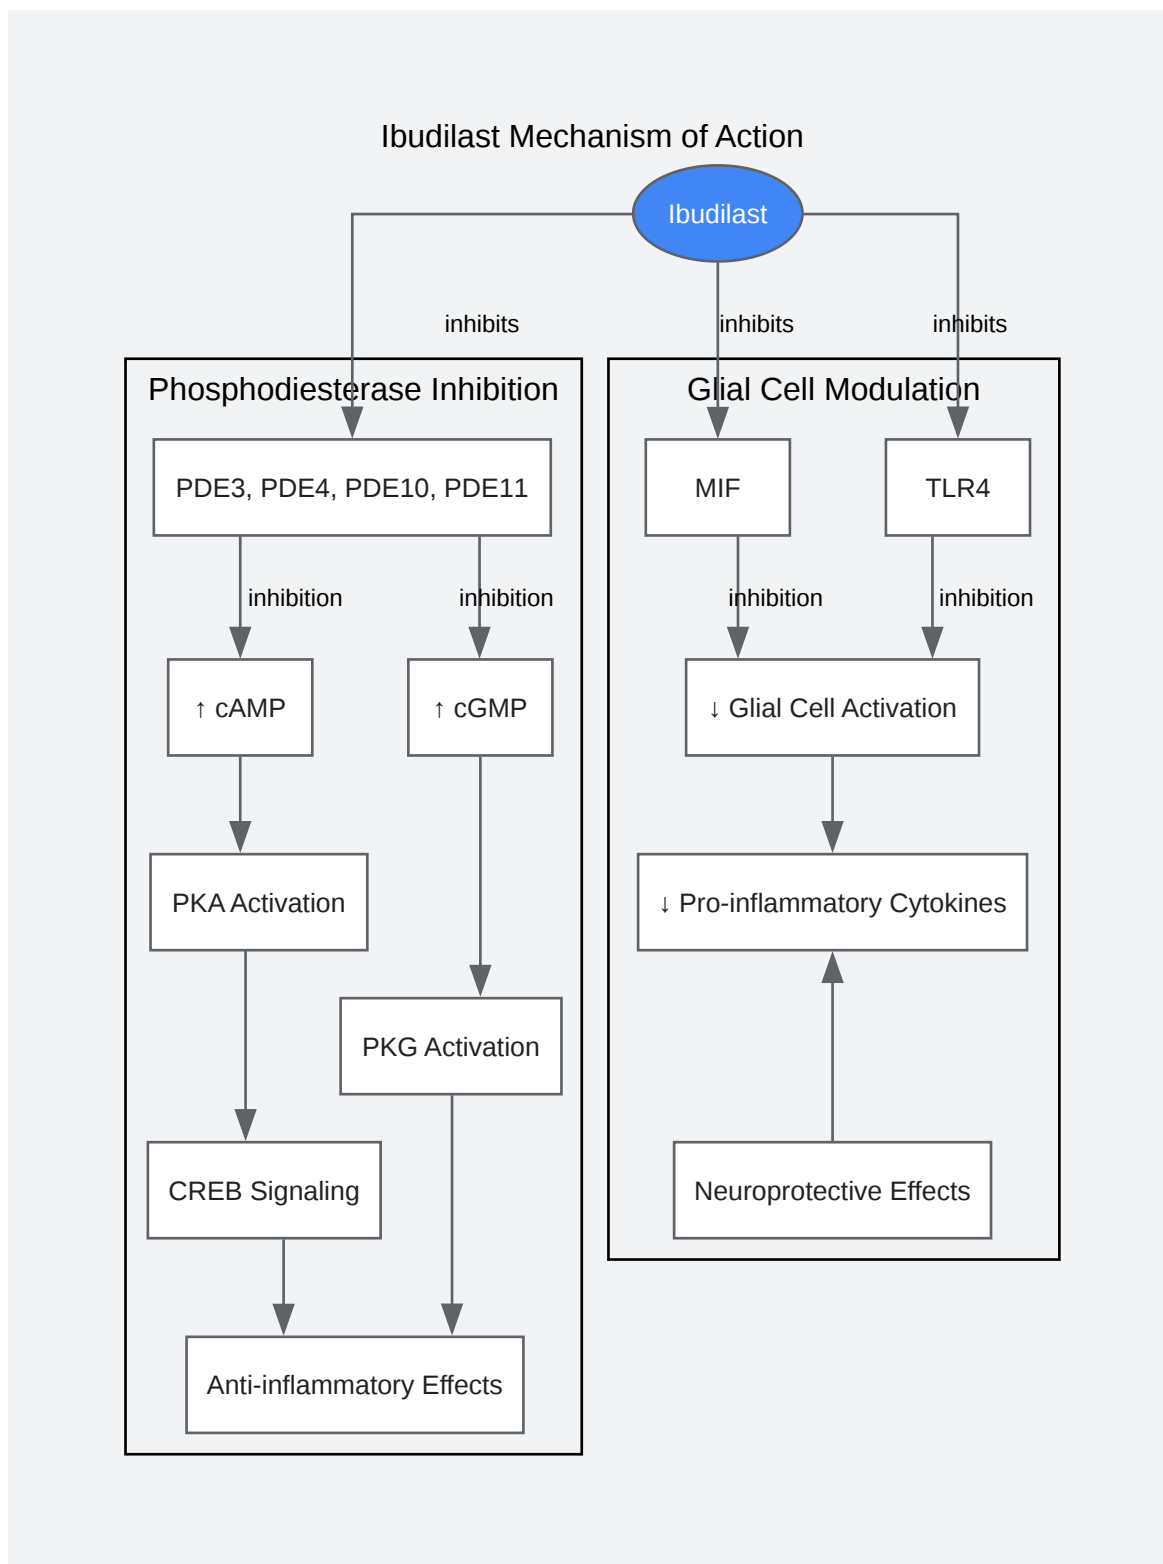 Ibudilast Mechanism of Action
Ibudilast
inhibits
inhibits
inhibits
Phosphodiesterase Inhibition
Glial Cell Modulation
PDE3, PDE4, PDE10, PDE11
MIF
TLR4
inhibition
inhibition
inhibition
inhibition
↑ cAMP
↑ cGMP
↓ Glial Cell Activation
PKA Activation
↓ Pro-inflammatory Cytokines
PKG Activation
CREB Signaling
Neuroprotective Effects
Anti-inflammatory Effects